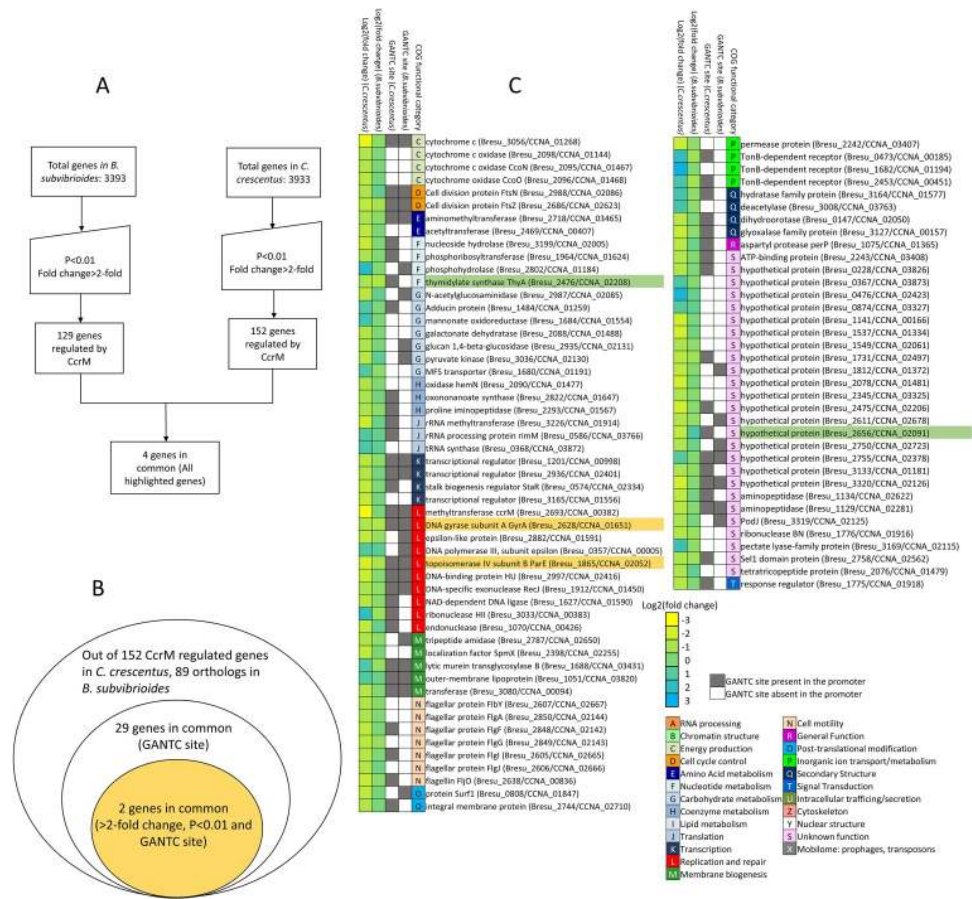 A
Total genes in B.
subvibrioides: 3393
Total genes in C.
crescentus: 3933
P<0.01
Fold change>2-fold
P<0.01
Fold change>2-fold
129 genes
regulated by
CcrM
152 genes
regulated by
CcrM
4 genes in
common (All
highlighted genes)
B
Out of 152 CcrM regulated genes
in C. crescentus, 89 orthologs in
B. subvibrioides
29 genes in common
(GANTC site)
2 genes in common
(>2-fold change, P<0.01 and
GANTC site)
C
Log2(fold change) (C.crescentus)
Log2(fold change) (B.subvibrioides)
GANTC site (C.crescentus)
GANTC site (B.subvibrioides)
COG functional category
C cytochrome c (Bresu_3056/CCNA_01268)
C cytochrome c oxidase (Bresu_2098/CCNA_01144)
C cytochrome oxidase CcoN (Bresu_2095/CCNA_01467)
C cytochrome oxidase CcoO (Bresu_2096/CCNA_01468)
D Cell division protein FtsN (Bresu_2988/CCNA_02086)
D Cell division protein FtsZ (Bresu_2686/CCNA_02623)
E aminomethyltransferase (Bresu_2718/CCNA_03465)
E acetyltransferase (Bresu_2469/CCNA_00407)
F nucleoside hydrolase (Bresu_3199/CCNA_02005)
F phosphoribosyltransferase (Bresu_1964/CCNA_01624)
F phosphohydrolase (Bresu_2802/CCNA_01184)
F thymidylate synthase ThyA (Bresu_2476/CCNA_02208)
G N-acetylglucosaminidase (Bresu_2987/CCNA_02085)
G Adducin protein (Bresu_1484/CCNA_01259)
G mannonate oxidoreductase (Bresu_1684/CCNA_01554)
G galactonate dehydratase (Bresu_2088/CCNA_01488)
G glucan 1,4-beta-glucosidase (Bresu_2935/CCNA_02131)
G pyruvate kinase (Bresu_3036/CCNA_02130)
G MFS transporter (Bresu_1680/CCNA_01191)
H oxidase hemN (Bresu_2090/CCNA_01477)
H oxononanoate synthase (Bresu_2822/CCNA_01647)
H proline iminopeptidase (Bresu_2293/CCNA_01567)
J rRNA methyltransferase (Bresu_3226/CCNA_01914)
J rRNA processing protein rimM (Bresu_0586/CCNA_03766)
J tRNA synthase (Bresu_0368/CCNA_03872)
K transcriptional regulator (Bresu_1201/CCNA_00998)
K transcriptional regulator (Bresu_2936/CCNA_02401)
K stalk biogenesis regulator StaR (Bresu_0574/CCNA_02334)
K transcriptional regulator (Bresu_3165/CCNA_01556)
L methyltransferase ccrM (Bresu_2693/CCNA_00382)
L DNA gyrase subunit A GyrA (Bresu_2628/CCNA_01651)
L epsilon-like protein (Bresu_2882/CCNA_01591)
L DNA polymerase III, subunit epsilon (Bresu_0357/CCNA_00005)
L topoisomerase IV subunit B ParE (Bresu_1865/CCNA_02052)
L DNA-binding protein HU (Bresu_2997/CCNA_02416)
L DNA-specific exonuclease RecJ (Bresu_1912/CCNA_01450)
L NAD-dependent DNA ligase (Bresu_1627/CCNA_01590)
L ribonuclease HII (Bresu_3033/CCNA_00383)
L endonuclease (Bresu_1070/CCNA_00426)
M tripeptide amidase (Bresu_2787/CCNA_02650)
M localization factor SpmX (Bresu_2398/CCNA_02255)
M lytic murein transglycosylase B (Bresu_1688/CCNA_03431)
M outer-membrane lipoprotein (Bresu_1051/CCNA_03820)
M transferase (Bresu_3080/CCNA_00094)
N flagellar protein FlbY (Bresu_2607/CCNA_02667)
N flagellar protein FlgA (Bresu_2850/CCNA_02144)
N flagellar protein FlgF (Bresu_2848/CCNA_02142)
N flagellar protein FlgG (Bresu_2849/CCNA_02143)
N flagellar protein FlgI (Bresu_2605/CCNA_02665)
N flagellar protein FlgJ (Bresu_2606/CCNA_02666)
N flagellin FljO (Bresu_2638/CCNA_00836)
O protein Surf1 (Bresu_0808/CCNA_01847)
O integral membrane protein (Bresu_2744/CCNA_02710)
Log2(fold change) (C.crescentus)
Log2(fold change) (B.subvibrioides)
GANTC site (C.crescentus)
GANTC site (B.subvibrioides)
COG functional category
P permease protein (Bresu_2242/CCNA_03407)
P TonB-dependent receptor (Bresu_0473/CCNA_00185)
P TonB-dependent receptor (Bresu_1682/CCNA_01194)
P TonB-dependent receptor (Bresu_2453/CCNA_00451)
Q hydratase family protein (Bresu_3164/CCNA_01577)
Q deacetylase (Bresu_3008/CCNA_03763)
Q dihydroorotase (Bresu_0147/CCNA_02050)
Q glyoxalase family protein (Bresu_3127/CCNA_00157)
R aspartyl protease perP (Bresu_1075/CCNA_01365)
S ATP-binding protein (Bresu_2243/CCNA_03408)
S hypothetical protein (Bresu_0228/CCNA_03826)
S hypothetical protein (Bresu_0367/CCNA_03873)
S hypothetical protein (Bresu_0476/CCNA_02423)
S hypothetical protein (Bresu_0874/CCNA_03327)
S hypothetical protein (Bresu_1141/CCNA_00166)
S hypothetical protein (Bresu_1537/CCNA_01334)
S hypothetical protein (Bresu_1549/CCNA_02061)
S hypothetical protein (Bresu_1731/CCNA_02497)
S hypothetical protein (Bresu_1812/CCNA_01372)
S hypothetical protein (Bresu_2078/CCNA_01481)
S hypothetical protein (Bresu_2345/CCNA_03325)
S hypothetical protein (Bresu_2475/CCNA_02206)
S hypothetical protein (Bresu_2611/CCNA_02678)
S hypothetical protein (Bresu_2656/CCNA_02091)
S hypothetical protein (Bresu_2750/CCNA_02723)
S hypothetical protein (Bresu_2755/CCNA_02378)
S hypothetical protein (Bresu_3133/CCNA_01181)
S hypothetical protein (Bresu_3320/CCNA_02126)
S aminopeptidase (Bresu_1134/CCNA_02622)
S aminopeptidase (Bresu_1129/CCNA_02281)
S PodJ (Bresu_3319/CCNA_02125)
S ribonuclease BN (Bresu_1776/CCNA_01916)
S pectate lyase-family protein (Bresu_3169/CCNA_02115)
S Sel1 domain protein (Bresu_2758/CCNA_02562)
S tetratricopeptide protein (Bresu_2076/CCNA_01479)
T response regulator (Bresu_1775/CCNA_01918)
Log2(fold change)
-3
-2
-1
0
1
2
3
GANTC site present in the promoter
GANTC site absent in the promoter
A RNA processing
B Chromatin structure
C Energy production
D Cell cycle control
E Amino Acid metabolism
F Nucleotide metabolism
G Carbohydrate metabolism
H Coenzyme metabolism
I Lipid metabolism
J Translation
K Transcription
L Replication and repair
M Membrane biogenesis
N Cell motility
R General Function
O Post-translational modification
P Inorganic ion transport/metabolism
Q Secondary Structure
T Signal Transduction
U Intracellular trafficing/secretion
Z Cytoskeleton
Y Nuclear structure
S Unknown function
X Mobilome: prophages, transposons